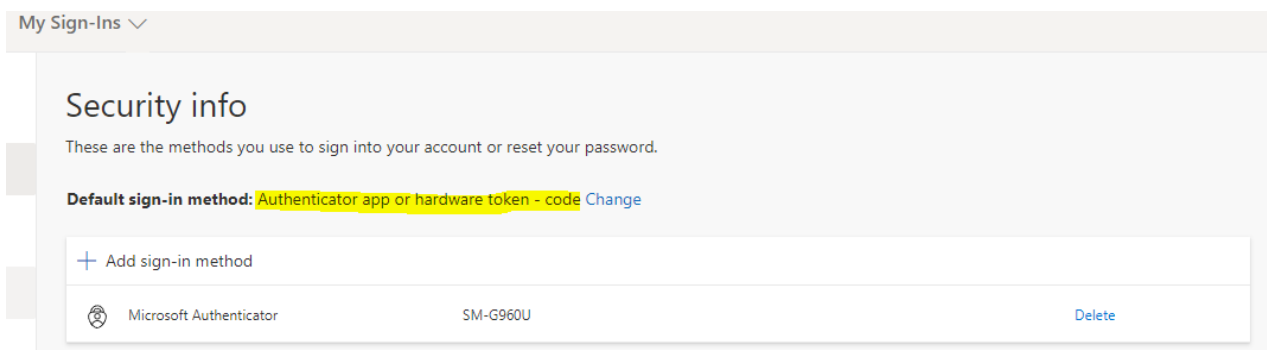 My Sign-Ins
Security info
These are the methods you use to sign into your account or reset your password.
Default sign-in method: Authenticator app or hardware token - code Change
Add sign-in method
Microsoft Authenticator SM-G960U Delete